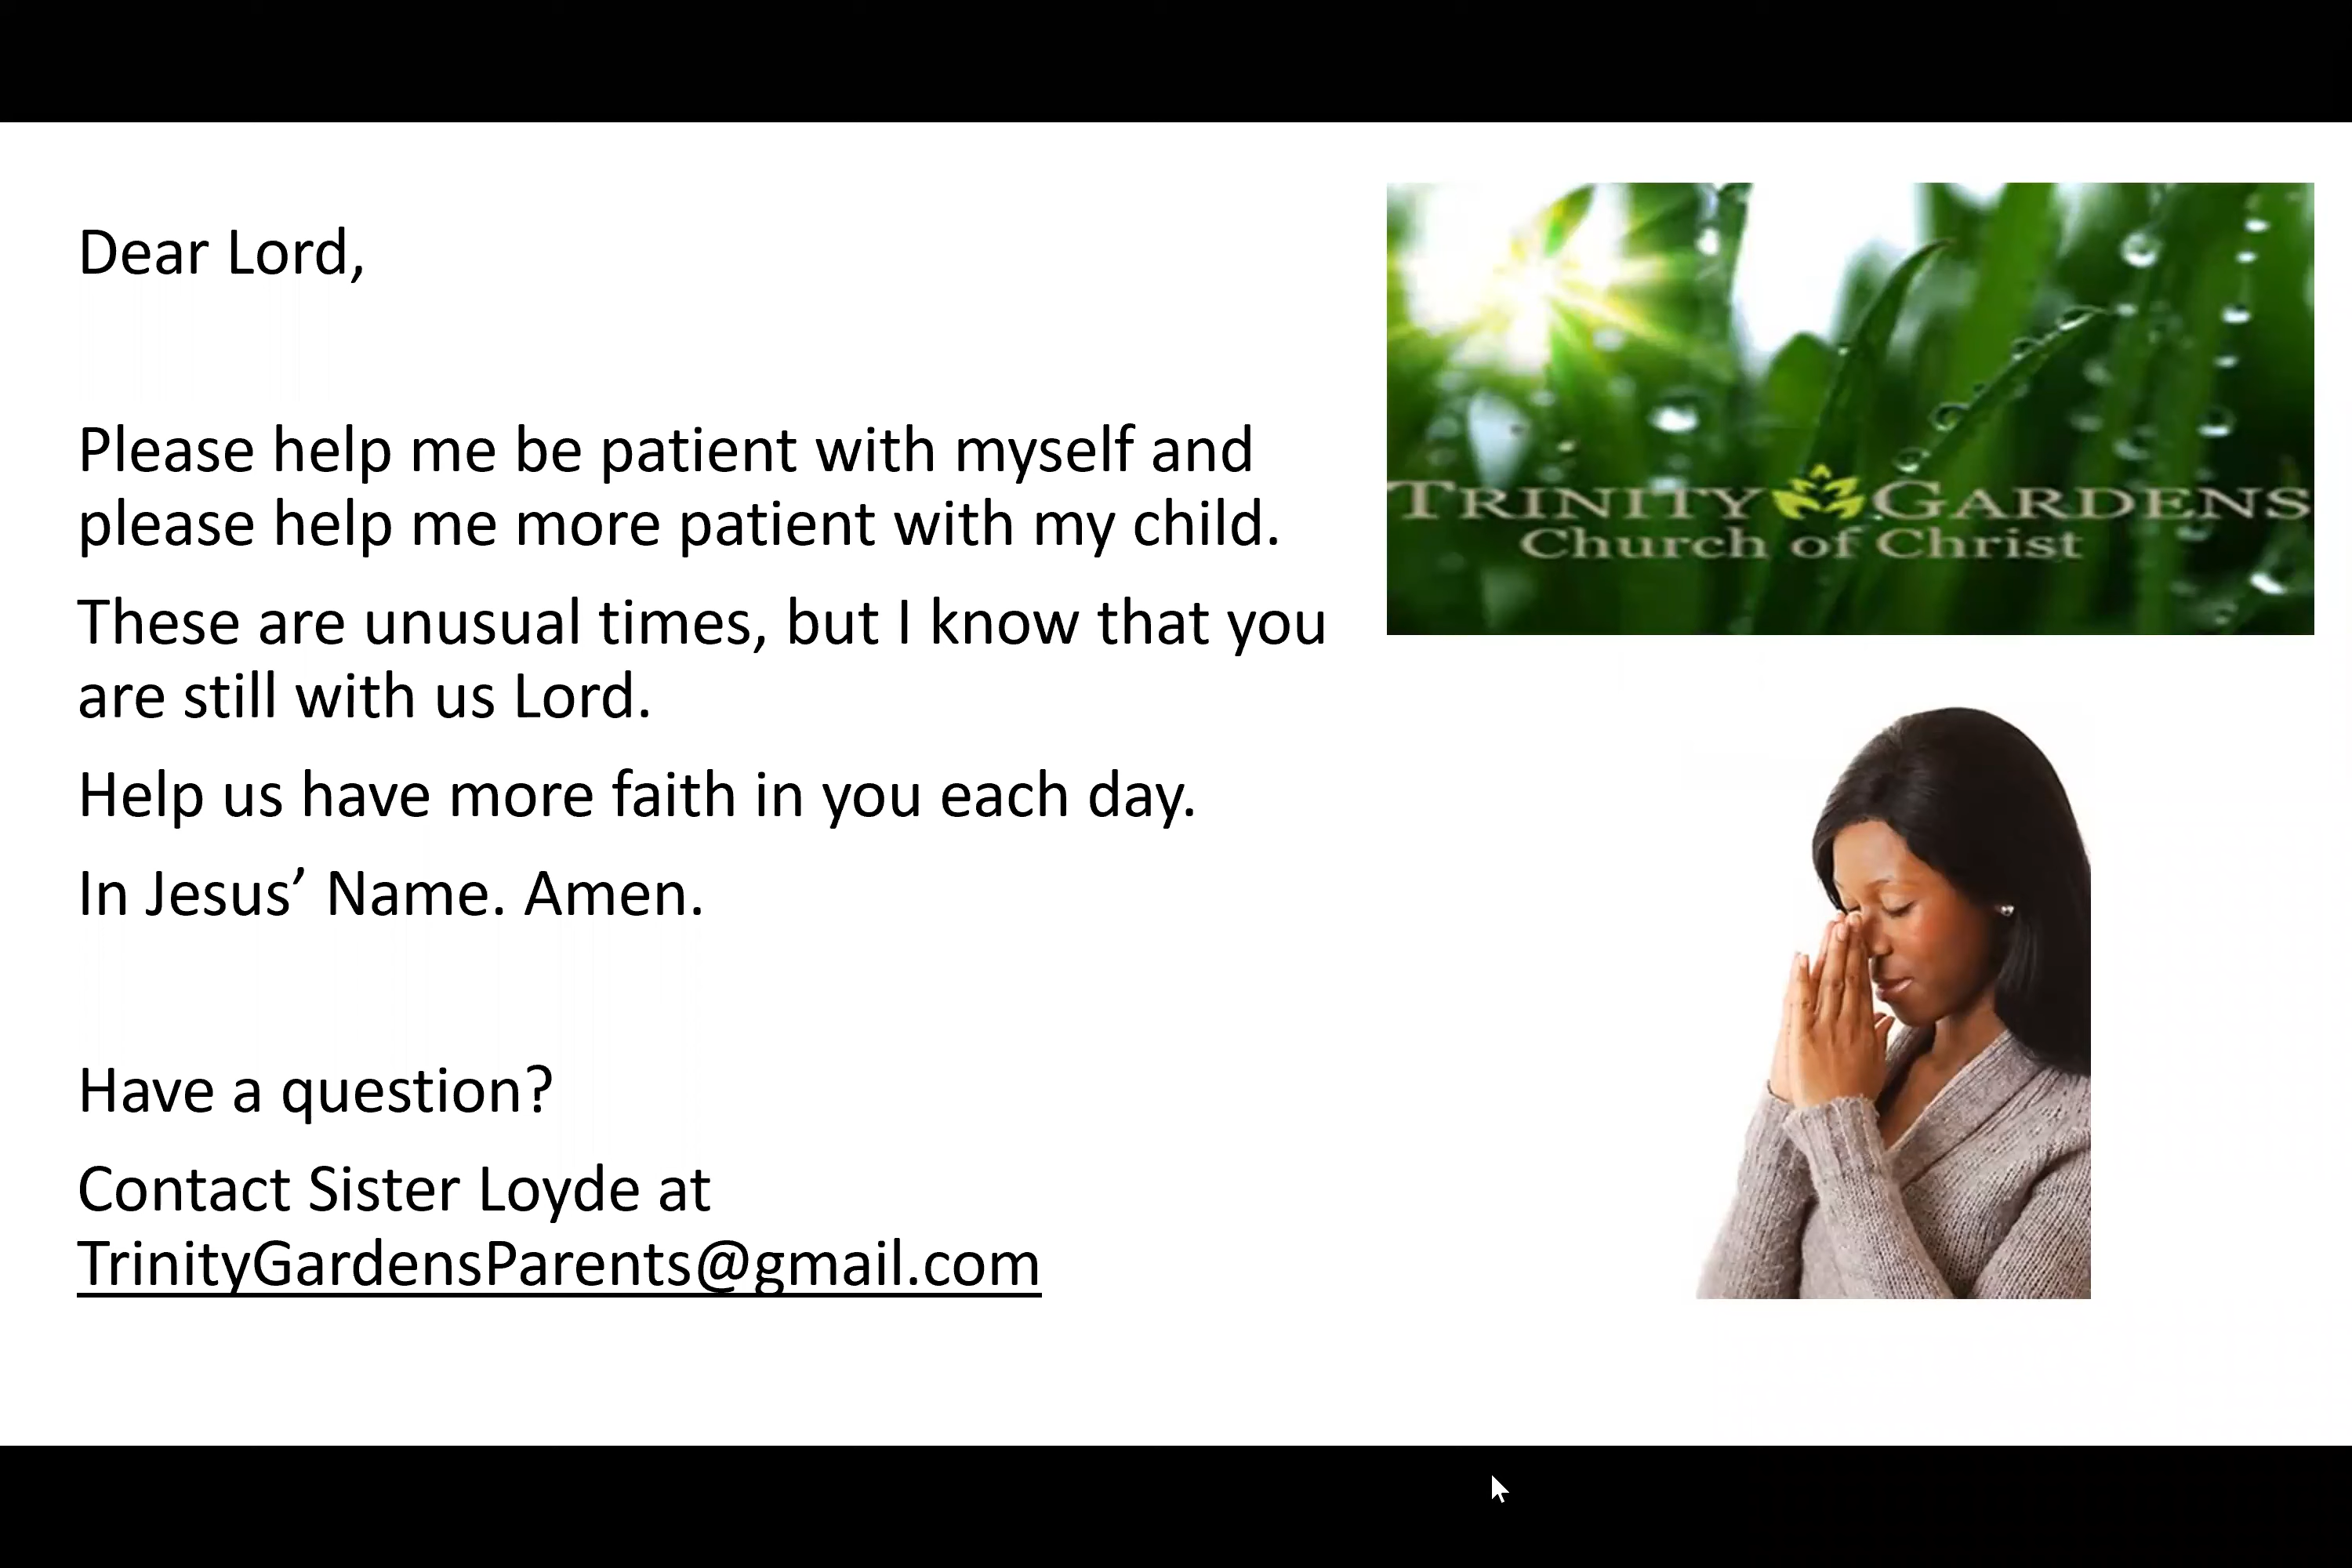 Dear Lord,
Please help me be patient with myself and
please help me more patient with my child.
These are unusual times, but I know that you
are still with us Lord.
Help us have more faith in you each day.
In Jesus’ Name. Amen.
Have a question?
Contact Sister Loyde at
TrinityGardensParents@gmail.com
TRINITY GARDENS
Church of Christ